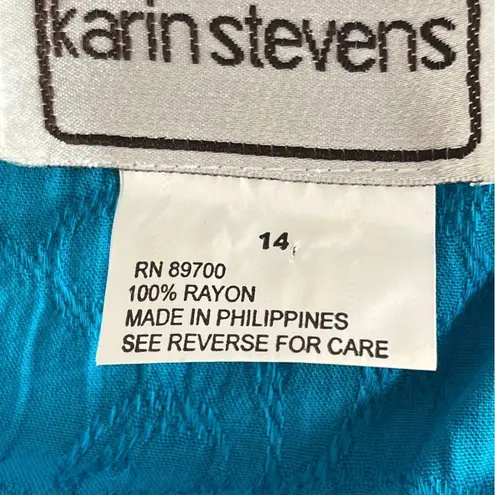 karin stevens
14
RN 89700
100% RAYON
MADE IN PHILIPPINES
SEE REVERSE FOR CARE